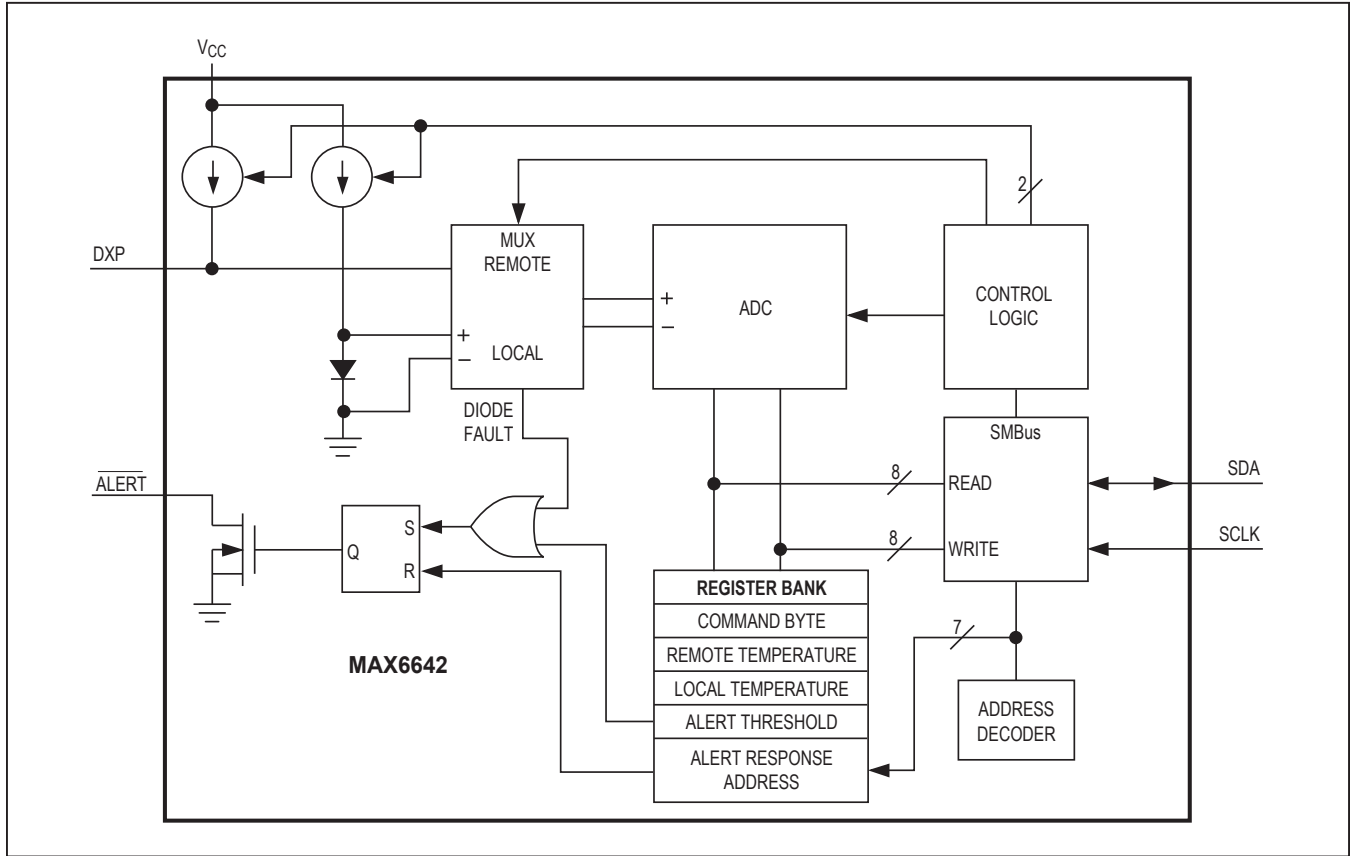 VCC
2
DXP
MUX
REMOTE
+
−
LOCAL
+
−
ADC
CONTROL
LOGIC
DIODE
FAULT
SMBus
ALERT
8
READ
SDA
S
Q
R
8
WRITE
SCLK
REGISTER BANK
COMMAND BYTE
REMOTE TEMPERATURE
LOCAL TEMPERATURE
ALERT THRESHOLD
ALERT RESPONSE
ADDRESS
7
MAX6642
ADDRESS
DECODER